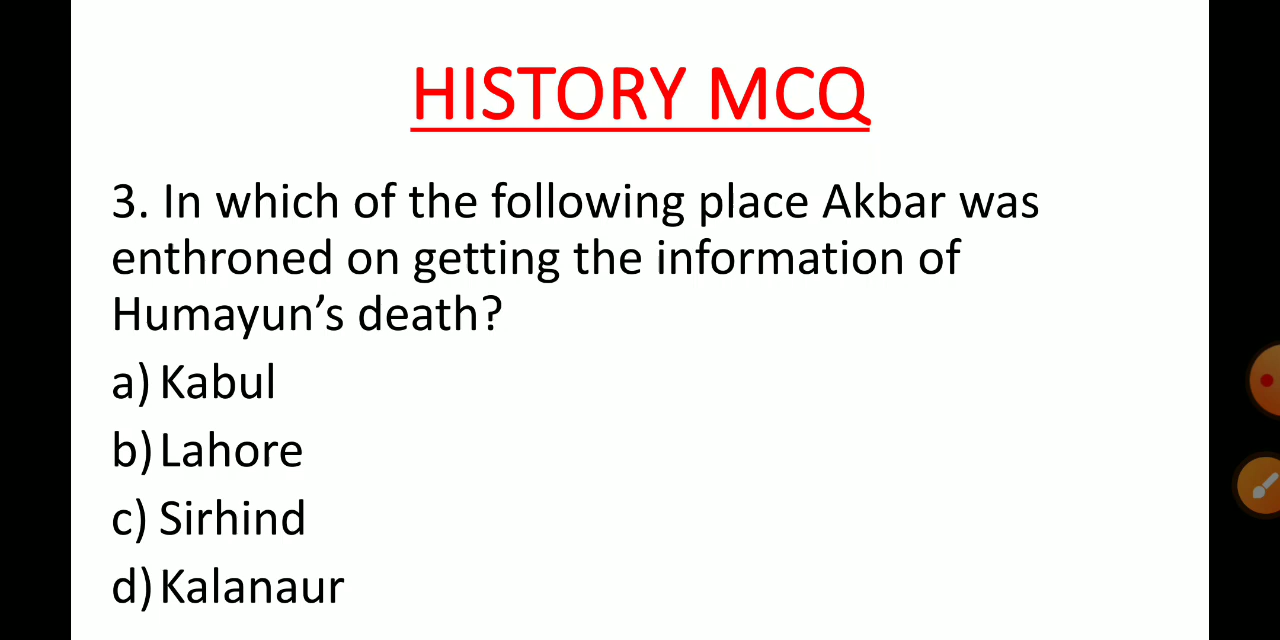 HISTORY MCQ
3. In which of the following place Akbar was
enthroned on getting the information of
Humayun’s death?
a) Kabul
b) Lahore
c) Sirhind
d) Kalanaur